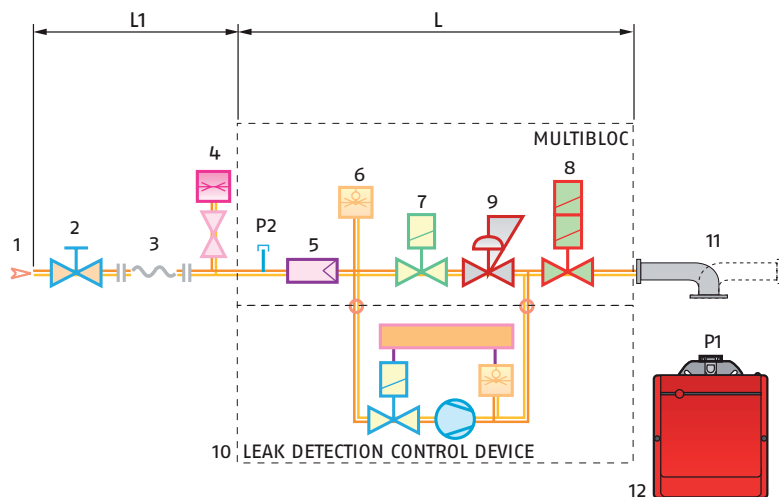 L1
L
MULTIBLOC
4
6
7
9
8
1
2
3
P2
5
11
P1
10 LEAK DETECTION CONTROL DEVICE
12